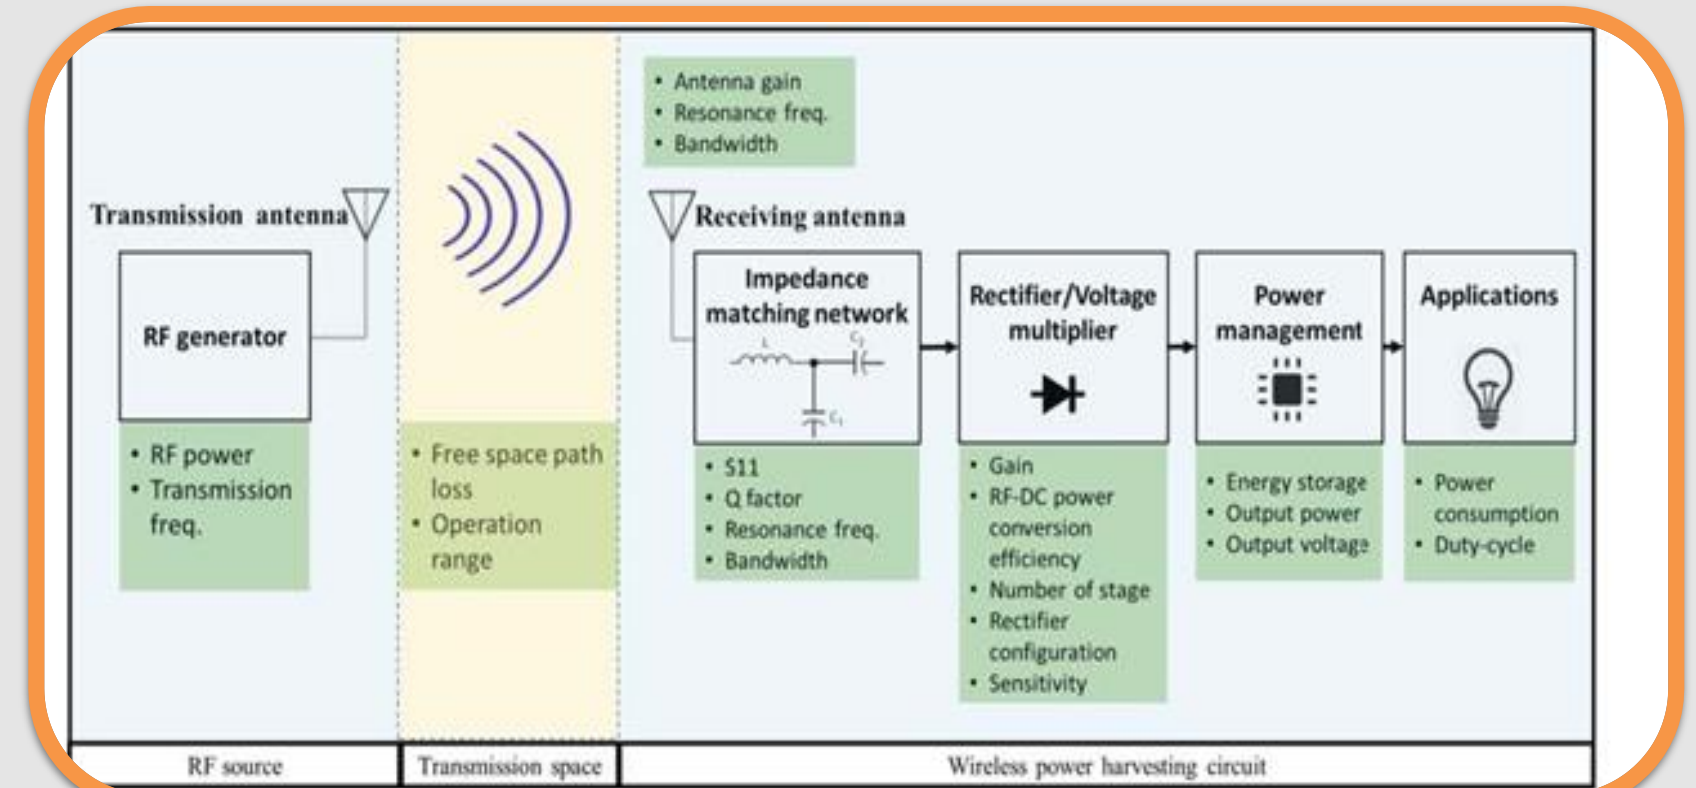 • Antenna gain
• Resonance freq.
• Bandwidth
Transmission antenna
Receiving antenna
RF generator
• RF power
• Transmission
freq.
• Free space path
loss
• Operation
range
Impedance
matching network
L
C₂
C₁
• S11
• Q factor
• Resonance freq.
• Bandwidth
Rectifier/Voltage
multiplier
• Gain
• RF-DC power
conversion
efficiency
• Number of stage
• Rectifier
configuration
• Sensitivity
Power
management
• Energy storage
• Output power
• Output voltage
Applications
• Power
consumption
• Duty-cycle
RF source
Transmission space
Wireless power harvesting circuit